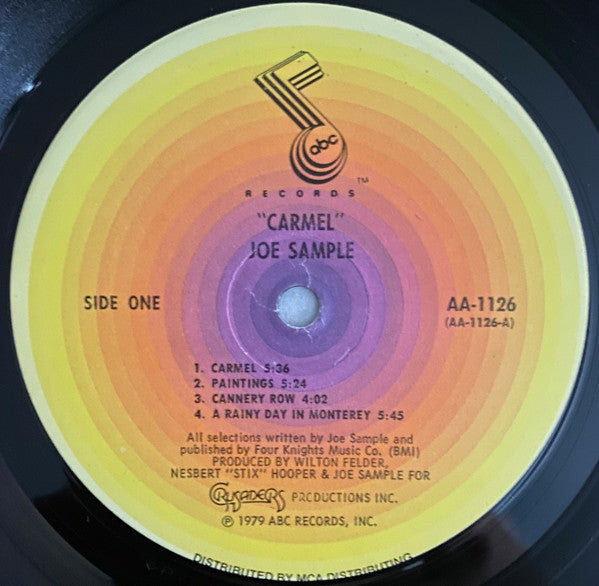 abc
TM
RECORDS
"CARMEL"
JOE SAMPLE
SIDE ONE
AA-1126
(AA-1126-A)
1. CARMEL 5:36
2. PAINTINGS 5:24
3. CANNERY ROW 4:02
4. A RAINY DAY IN MONTEREY 5:45
All selections written by Joe Sample and
published by Four Knights Music Co. (BMI)
PRODUCED BY WILTON FELDER,
NESBERT "STIX" HOOPER & JOE SAMPLE FOR
CRUSADERS PRODUCTIONS INC.
℗ 1979 ABC RECORDS, INC.
DISTRIBUTED BY MCA DISTRIBUTING